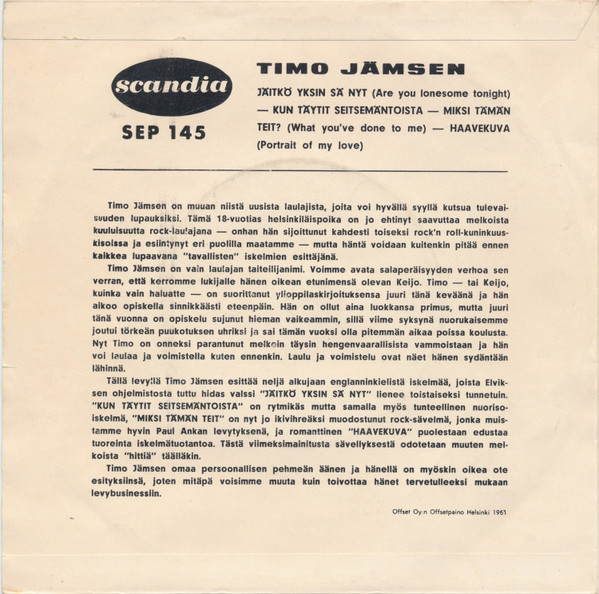 scandia
SEP 145
TIMO JÄMSEN
JÄITKÖ YKSIN SÄ NYT (Are you lonesome tonight)
— KUN TÄYTIT SEITSEMÄNTOISTA — MIKSI TÄMÄN
TEIT? (What you've done to me) — HAAVEKUVA
(Portrait of my love)
Timo Jämsen on muuan niistä uusista laulajista, joita voi hyvällä syyllä kutsua tulevai-
suuden lupauksiksi. Tämä 18-vuotias helsinkiläispoika on jo ehtinyt saavuttaa melkoista
kuuluisuutta rock-laulajana — onhan hän sijoittunut kahdesti toiseksi rock'n roll-kuninkuus-
kisoissa ja esiintynyt eri puolilla maatamme — mutta häntä voidaan kuitenkin pitää ennen
kaikkea lupaavana "tavallisten" iskelmien esittäjänä.
Timo Jämsen on vain laulajan taiteilijanimi. Voimme avata salaperäisyyden verhoa sen
verran, että kerromme lukijalle hänen oikean etunimensä olevan Keijo. Timo — tai Keijo,
kuinka vain haluatte — on suorittanut ylioppilaskirjoituksensa juuri tänä keväänä ja hän
aikoo opiskella sinnikkäästi eteenpäin. Hän on ollut aina luokkansa primus, mutta juuri
tänä vuonna on opiskelu sujunut hieman vaikeammin, sillä viime syksynä nuorukaisemme
joutui törkeän puukotuksen uhriksi ja sai tämän vuoksi olla pitemmän aikaa poissa koulusta.
Nyt Timo on onneksi parantunut melkein täysin hengenvaarallisista vammoistaan ja hän
voi laulaa ja voimistella kuten ennenkin. Laulu ja voimistelu ovat näet hänen sydäntään
lähinnä.
Tällä levyllä Timo Jämsen esittää neljä alkujaan englanninkielistä iskelmää, joista Elvik-
sen ohjelmistosta tuttu hidas valssi "JÄITKÖ YKSIN SÄ NYT" lienee toistaiseksi tunnetuin.
"KUN TÄYTIT SEITSEMÄNTOISTA" on rytmikäs mutta samalla myös tunteellinen nuoriso-
iskelmä, "MIKSI TÄMÄN TEIT" on nyt jo ikivihreäksi muodostunut rock-sävelmä, jonka muis-
tamme hyvin Paul Ankan levytyksenä, ja romanttinen "HAAVEKUVA" puolestaan edustaa
tuoreinta iskelmätuotantoa. Tästä viimeksimainitusta sävellyksestä odotetaan muuten mel-
koista "hittiä" täälläkin.
Timo Jämsen omaa persoonallisen pehmeän äänen ja hänellä on myöskin oikea ote
esityksiinsä, joten mitäpä voisimme muuta kuin toivottaa hänet tervetulleeksi mukaan
levybusinessiin.
Offset Oy:n Offsetpaino Helsinki 1961